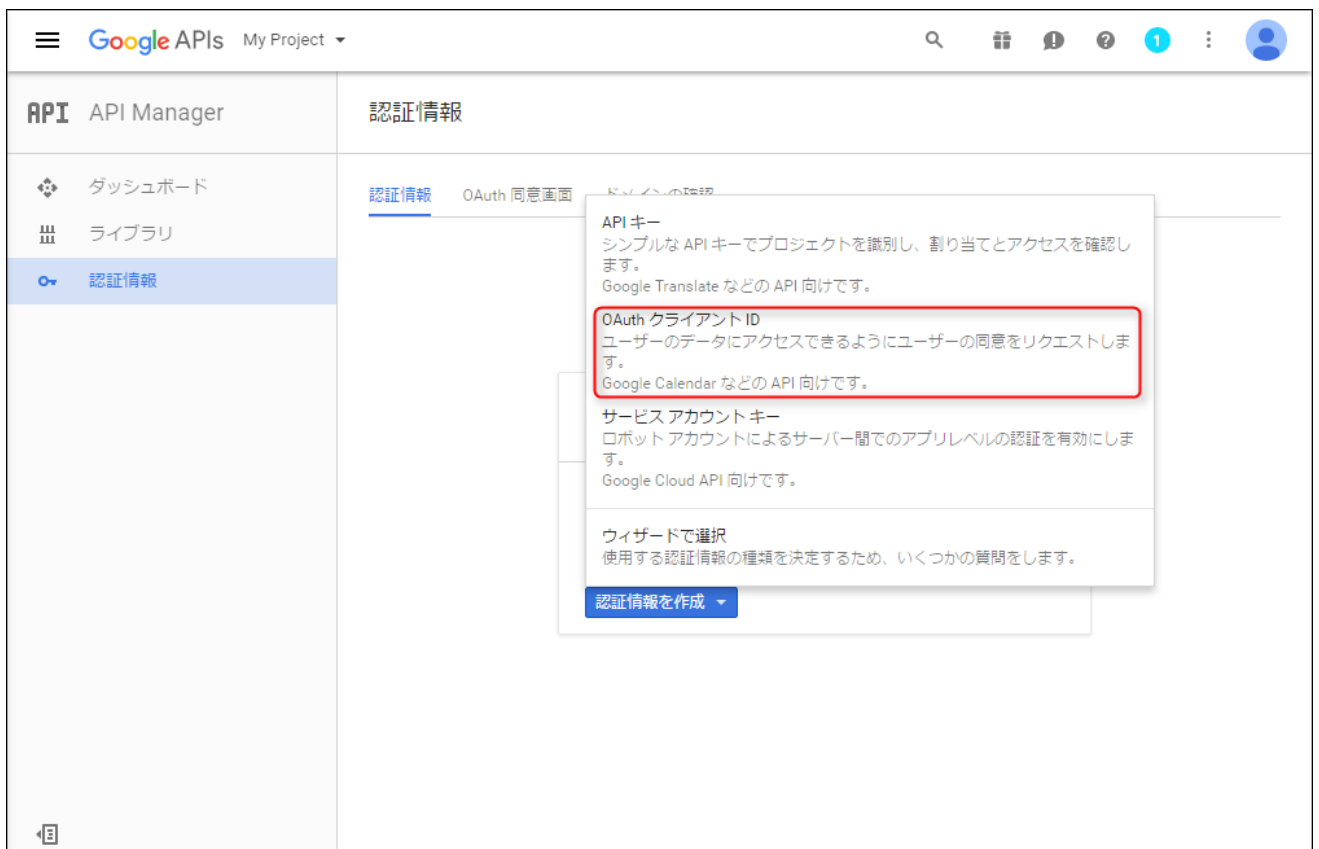 Google APIs My Project
1
API API Manager
認証情報
ダッシュボード
ライブラリ
認証情報
認証情報 OAuth 同意画面 ドメインの確認
API キー
シンプルな API キーでプロジェクトを識別し、割り当てとアクセスを確認し
ます。
Google Translate などの API 向けです。
OAuth クライアント ID
ユーザーのデータにアクセスできるようにユーザーの同意をリクエストしま
す。
Google Calendar などの API 向けです。
サービス アカウント キー
ロボット アカウントによるサーバー間でのアプリレベルの認証を有効にしま
す。
Google Cloud API 向けです。
ウィザードで選択
使用する認証情報の種類を決定するため、いくつかの質問をします。
認証情報を作成